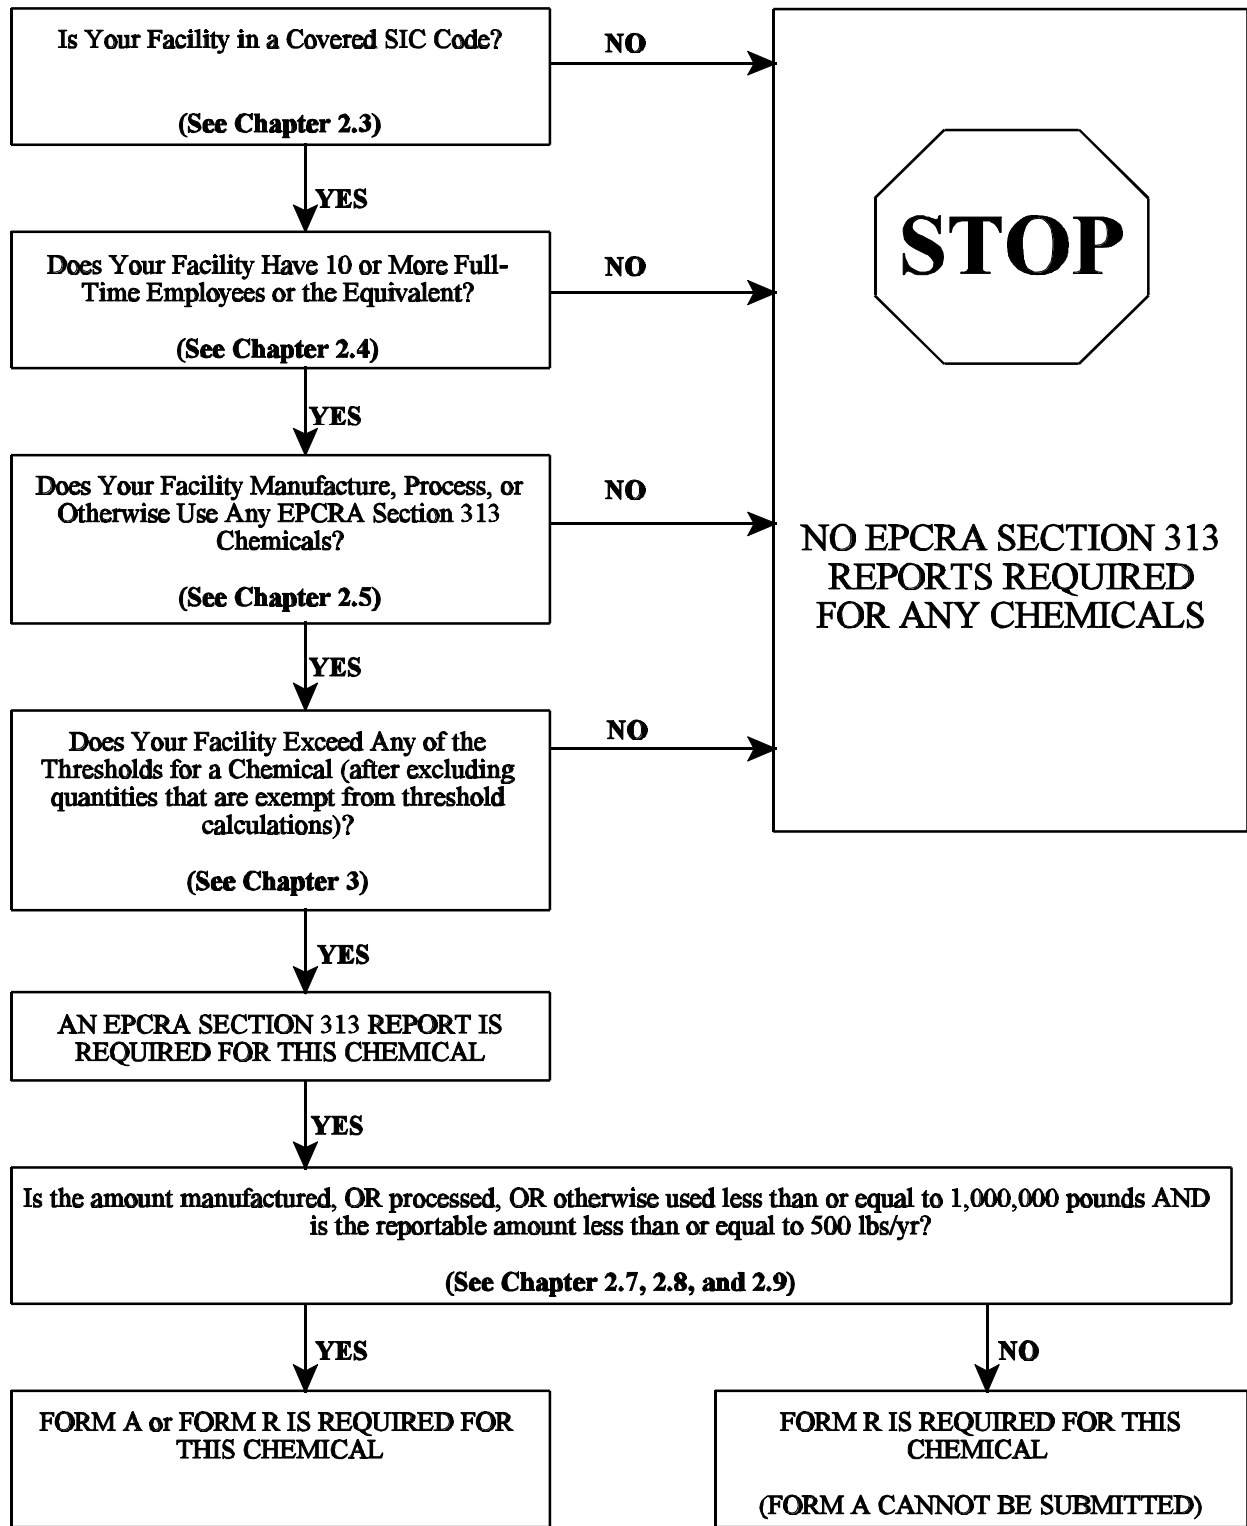 Is Your Facility in a Covered SIC Code?
(See Chapter 2.3)
NO
YES
STOP
NO EPCRA SECTION 313
REPORTS REQUIRED
FOR ANY CHEMICALS
Does Your Facility Have 10 or More Full-
Time Employees or the Equivalent?
(See Chapter 2.4)
NO
YES
Does Your Facility Manufacture, Process, or
Otherwise Use Any EPCRA Section 313
Chemicals?
(See Chapter 2.5)
NO
YES
Does Your Facility Exceed Any of the
Thresholds for a Chemical (after excluding
quantities that are exempt from threshold
calculations)?
(See Chapter 3)
NO
YES
AN EPCRA SECTION 313 REPORT IS
REQUIRED FOR THIS CHEMICAL
YES
Is the amount manufactured, OR processed, OR otherwise used less than or equal to 1,000,000 pounds AND
is the reportable amount less than or equal to 500 lbs/yr?
(See Chapter 2.7, 2.8, and 2.9)
YES
NO
FORM A or FORM R IS REQUIRED FOR
THIS CHEMICAL
FORM R IS REQUIRED FOR THIS
CHEMICAL
(FORM A CANNOT BE SUBMITTED)